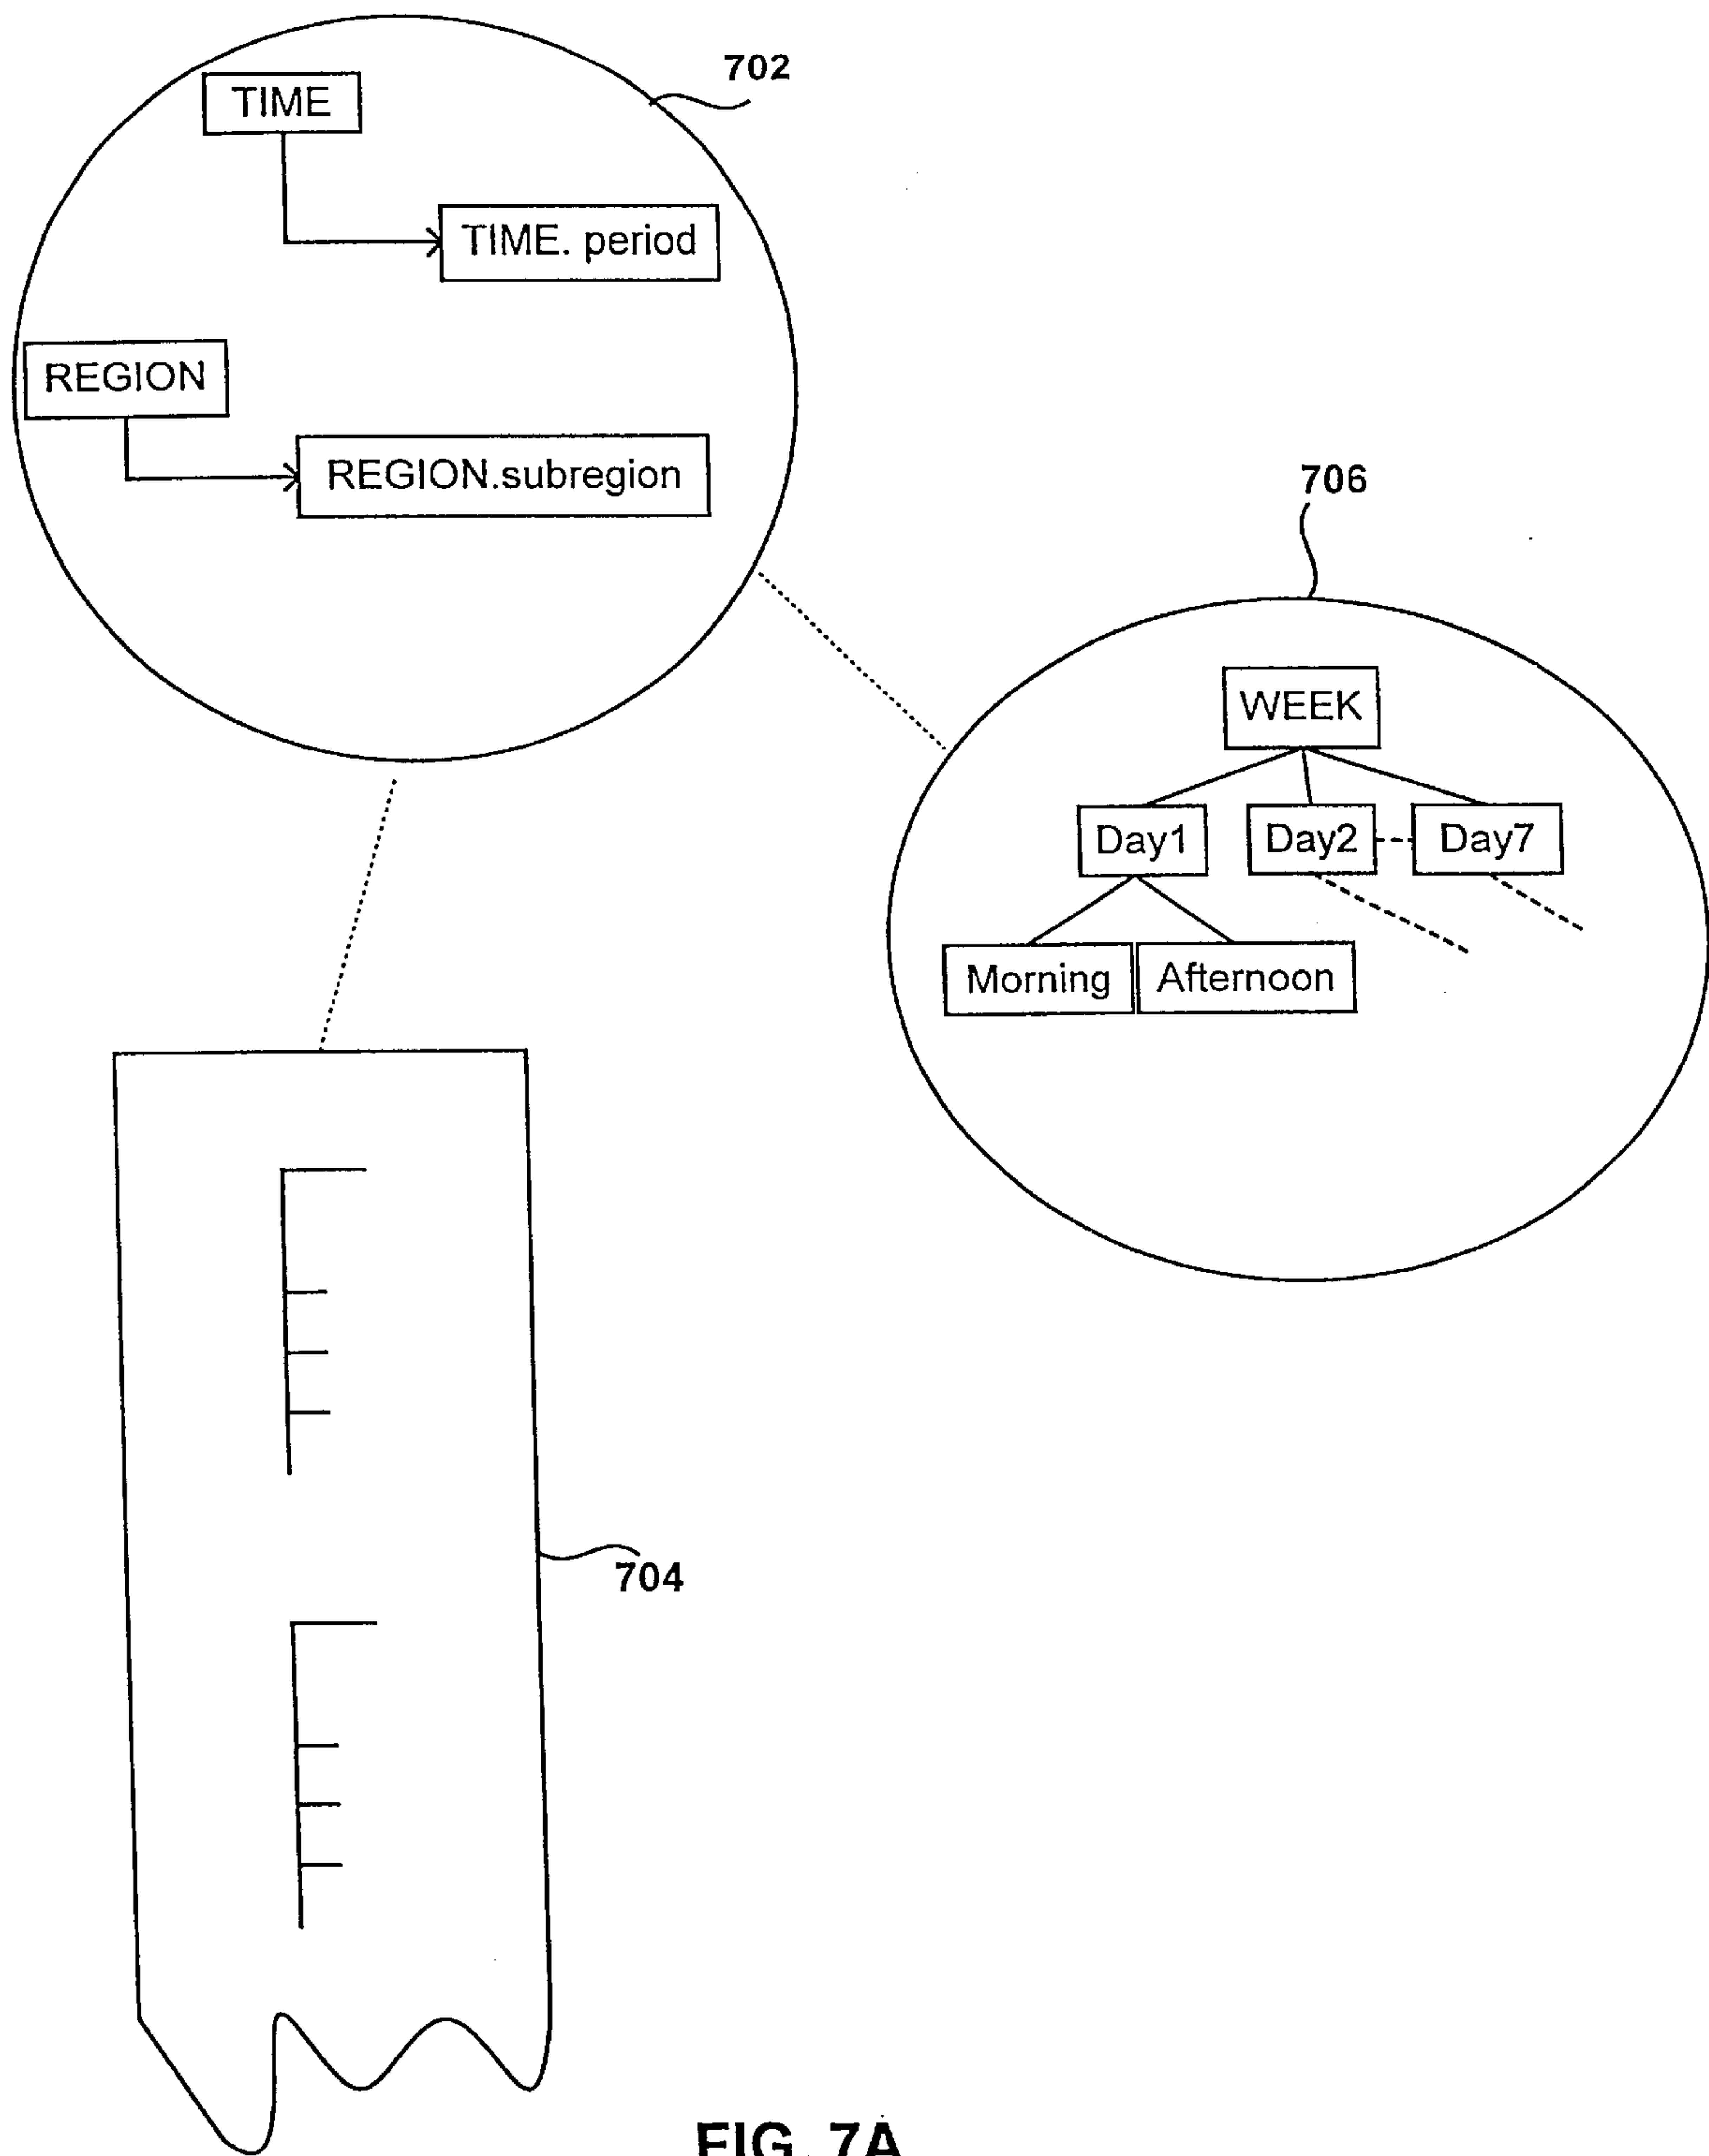 702
TIME
TIME. period
REGION
REGION.subregion
706
WEEK
Day1 Day2 Day7
Morning Afternoon
704
FIG. 7A